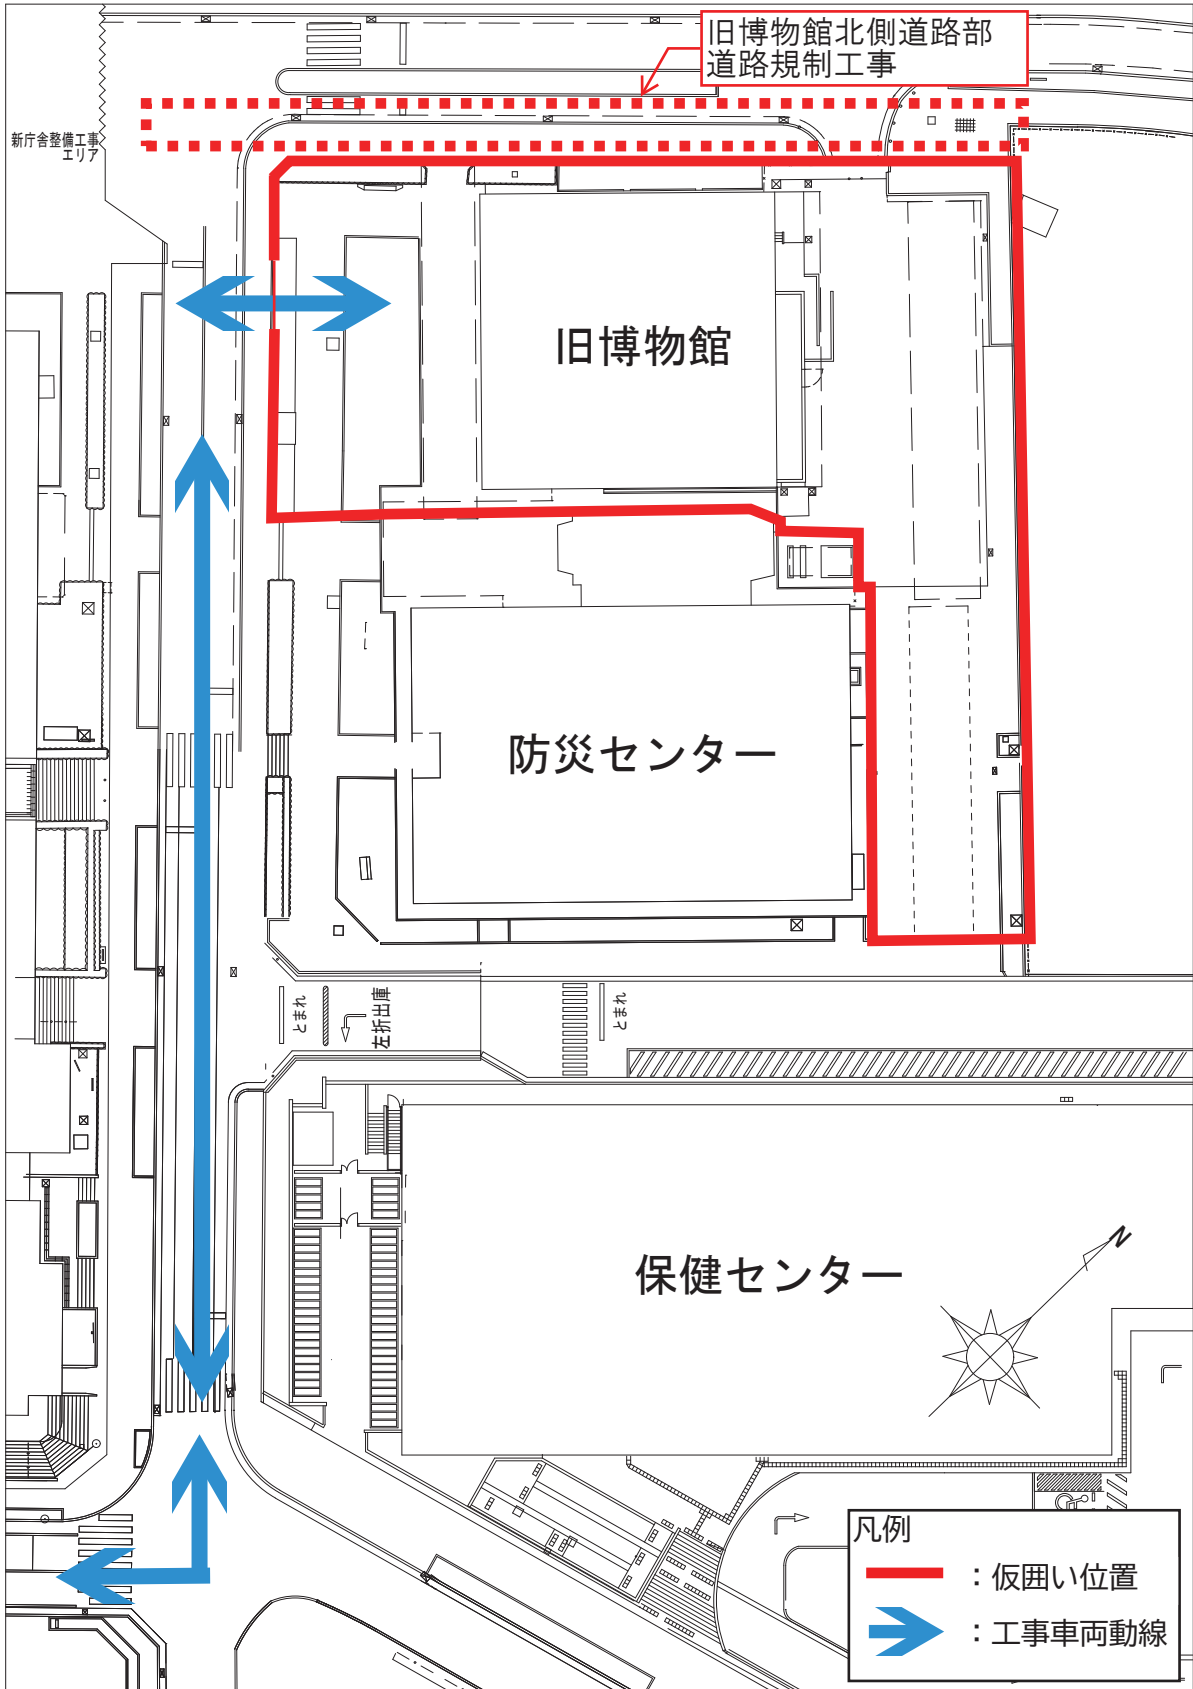 旧博物館北側道路部
道路規制工事
新庁舎整備工事
エリア
旧博物館
防災センター
とまれ
左折出庫
とまれ
保健センター
N
凡例
：仮囲い位置
：工事車両動線